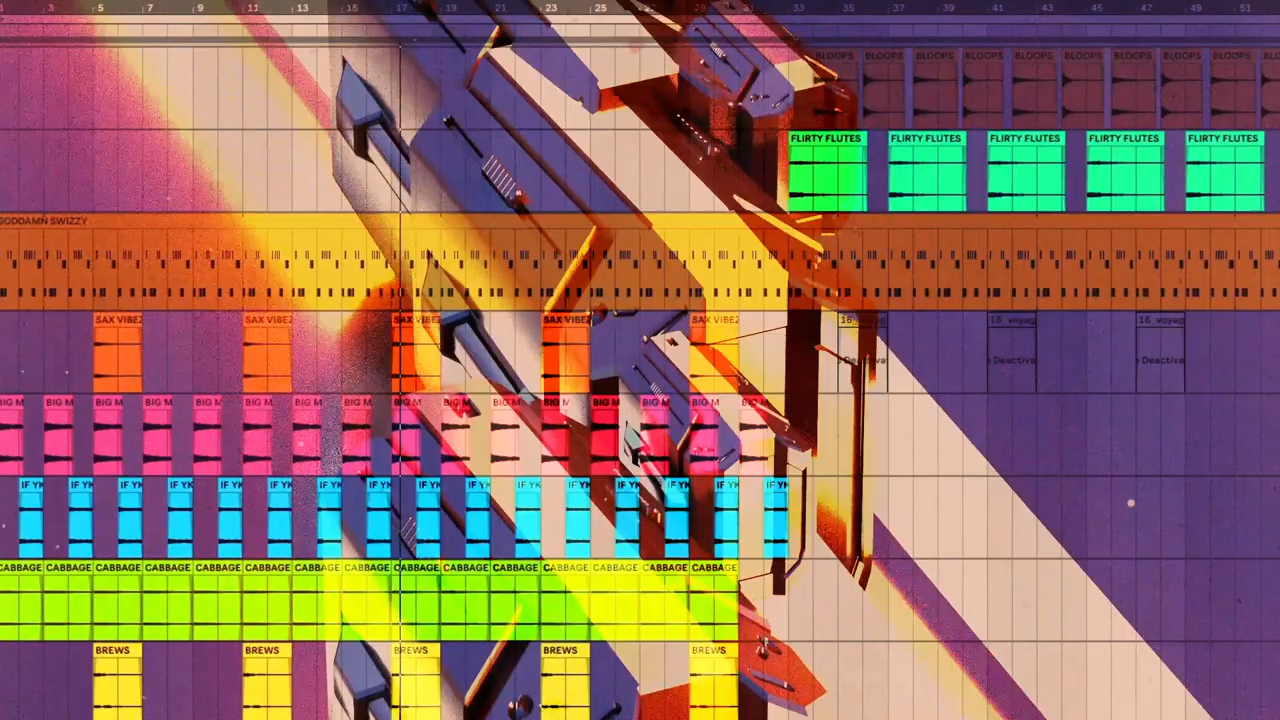 1 3 5 7 9 11 13 15 17 19 21 23 25 27 29 31 33 35 37 39 41 43 45 47 49 51
BLOOPS BLOOPS BLOOPS BLOOPS BLOOPS BLOOPS BLOOPS BLOOPS BLOOPS
FLIRTY FLUTES FLIRTY FLUTES FLIRTY FLUTES FLIRTY FLUTES FLIRTY FLUTES
GODDAMN SWIZZY
SAX VIBEZ SAX VIBEZ SAX VIBEZ SAX VIBEZ SAX VIBEZ 16_voyag 16_voyag 16_voyag
Deactiva Deactiva Deactiva
BIG M BIG M BIG M BIG M BIG M BIG M BIG M BIG M BIG M BIG M BIG M BIG M BIG M BIG M BIG M BIG M
IF YK IF YK IF YK IF YK IF YK IF YK IF YK IF YK IF YK IF YK IF YK IF YK IF YK IF YK IF YK IF YK
CABBAGE CABBAGE CABBAGE CABBAGE CABBAGE CABBAGE CABBAGE CABBAGE CABBAGE CABBAGE CABBAGE CABBAGE CABBAGE CABBAGE CABBAGE
BREWS BREWS BREWS BREWS BREWS